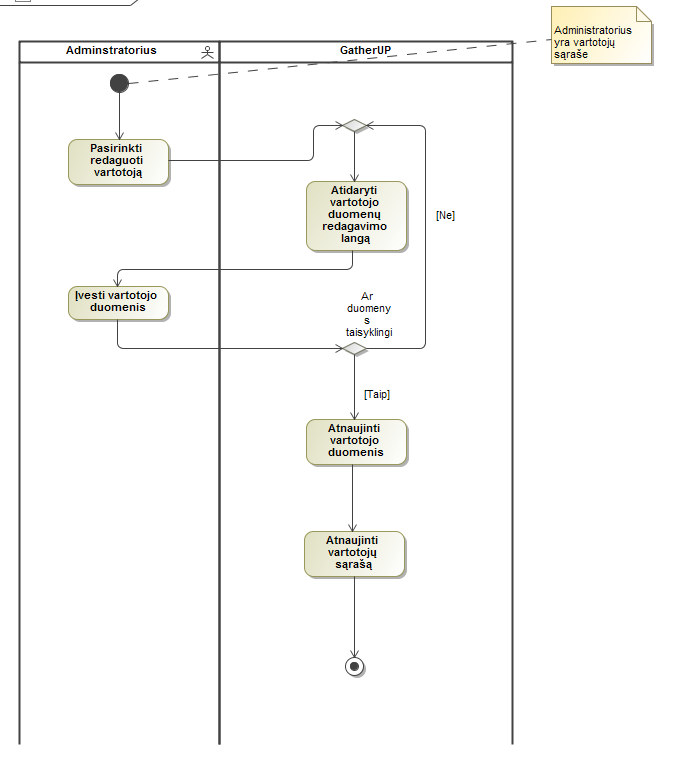 Administratorius
yra vartotojų
sąraše
Adminstratorius
GatherUP
Pasirinkti
redaguoti
vartotoją
Atidaryti
vartotojo
duomenų
redagavimo
langą
[Ne]
Įvesti vartotojo
duomenis
Ar
duomeny
s
taisyklingi
[Taip]
Atnaujinti
vartotojo
duomenis
Atnaujinti
vartotojų
sąrašą